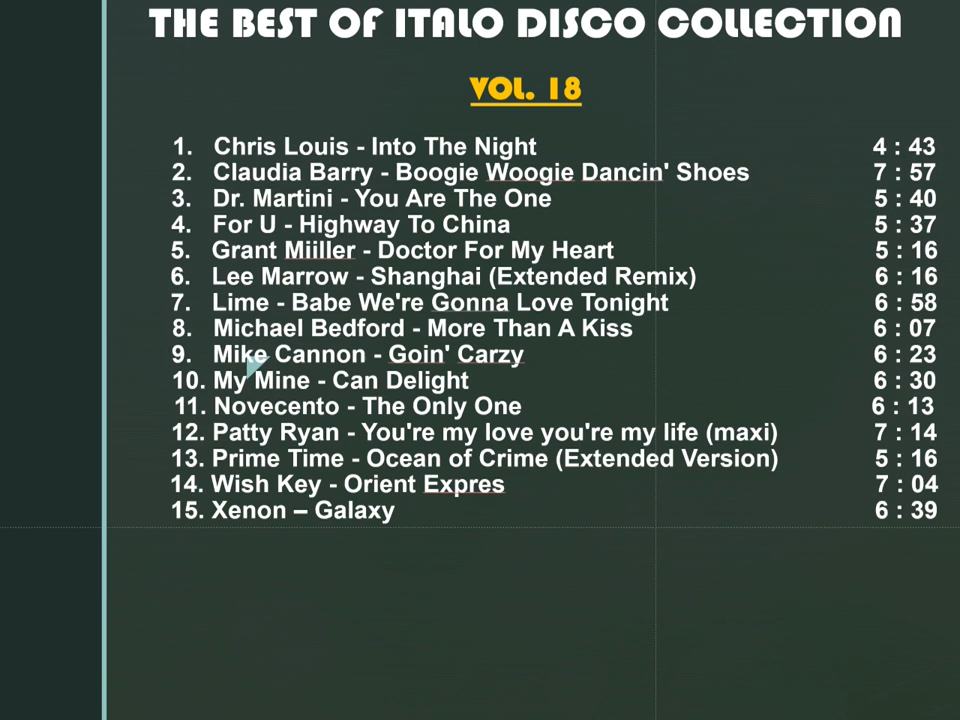 THE BEST OF ITALO DISCO COLLECTION
VOL. 18
1. Chris Louis - Into The Night 4 : 43
2. Claudia Barry - Boogie Woogie Dancin' Shoes 7 : 57
3. Dr. Martini - You Are The One 5 : 40
4. For U - Highway To China 5 : 37
5. Grant Miiller - Doctor For My Heart 5 : 16
6. Lee Marrow - Shanghai (Extended Remix) 6 : 16
7. Lime - Babe We're Gonna Love Tonight 6 : 58
8. Michael Bedford - More Than A Kiss 6 : 07
9. Mike Cannon - Goin' Carzy 6 : 23
10. My Mine - Can Delight 6 : 30
11. Novecento - The Only One 6 : 13
12. Patty Ryan - You're my love you're my life (maxi) 7 : 14
13. Prime Time - Ocean of Crime (Extended Version) 5 : 16
14. Wish Key - Orient Expres 7 : 04
15. Xenon – Galaxy 6 : 39